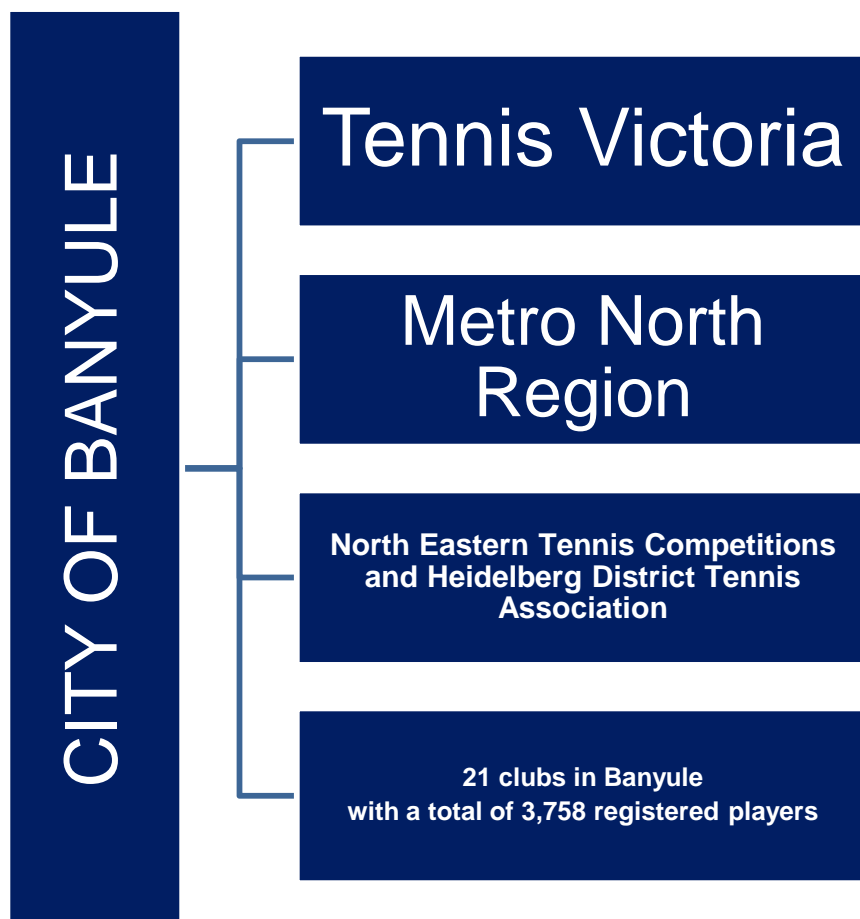 CITY OF BANYULE
Tennis Victoria
Metro North
Region
North Eastern Tennis Competitions
and Heidelberg District Tennis
Association
21 clubs in Banyule
with a total of 3,758 registered players